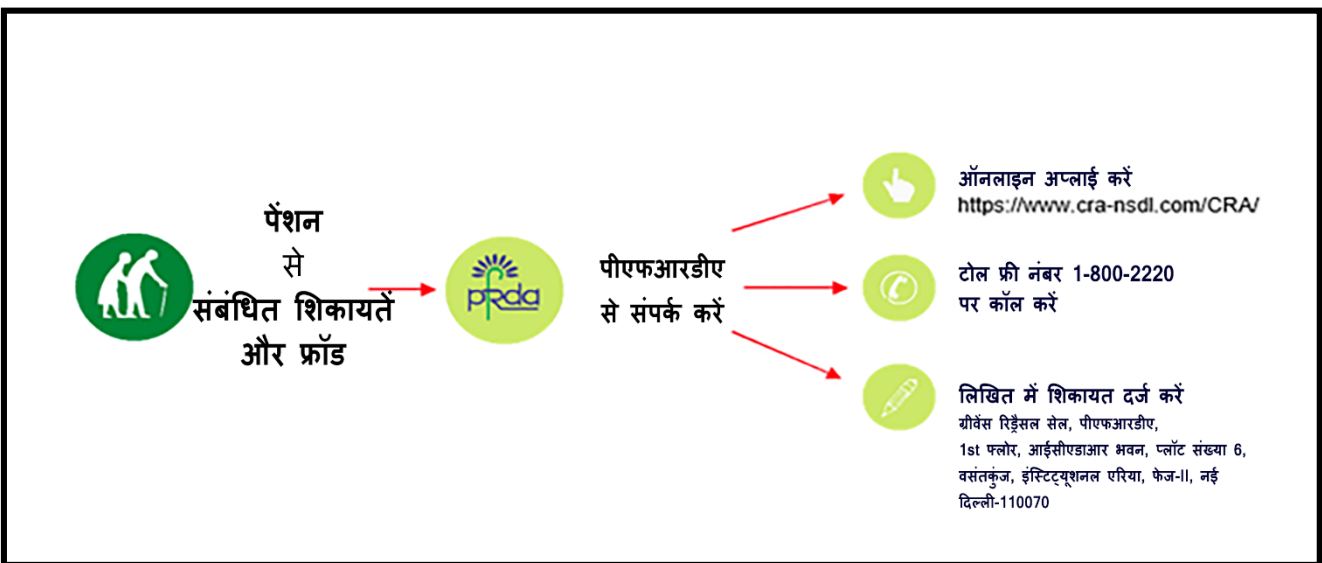 पेंशन
से
संबंधित शिकायतें
और फ्रॉड
pfrda
पीएफआरडीए
से संपर्क करें
ऑनलाइन अप्लाई करें
https://www.cra-nsdl.com/CRA/
टोल फ्री नंबर 1-800-2220
पर कॉल करें
लिखित में शिकायत दर्ज करें
ग्रीवेंस रिड्रैसल सेल, पीएफआरडीए,
1st फ्लोर, आईसीएडाआर भवन, प्लॉट संख्या 6,
वसंतकुंज, इंस्टिट्यूशनल एरिया, फेज-II, नई
दिल्ली-110070